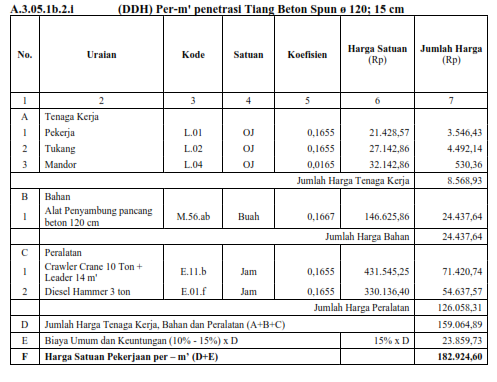 A.3.05.1b.2.i (DDH) Per-m' penetrasi Tiang Beton Spun ø 120; 15 cm
No. Uraian Kode Satuan Koefisien Harga Satuan (Rp) Jumlah Harga (Rp)
1 2 3 4 5 6 7
A Tenaga Kerja
1 Pekerja L.01 OJ 0,1655 21.428,57 3.546,43
2 Tukang L.02 OJ 0,1655 27.142,86 4.492,14
3 Mandor L.04 OJ 0,0165 32.142,86 530,36
Jumlah Harga Tenaga Kerja 8.568,93
B Bahan
1 Alat Penyambung pancang beton 120 cm M.56.ab Buah 0,1667 146.625,86 24.437,64
Jumlah Harga Bahan 24.437,64
C Peralatan
1 Crawler Crane 10 Ton + Leader 14 m' E.11.b Jam 0,1655 431.545,25 71.420,74
2 Diesel Hammer 3 ton E.01.f Jam 0,1655 330.136,40 54.637,57
Jumlah Harga Peralatan 126.058,31
D Jumlah Harga Tenaga Kerja, Bahan dan Peralatan (A+B+C) 159.064,89
E Biaya Umum dan Keuntungan (10% - 15%) x D 15% x D 23.859,73
F Harga Satuan Pekerjaan per – m' (D+E) 182.924,60